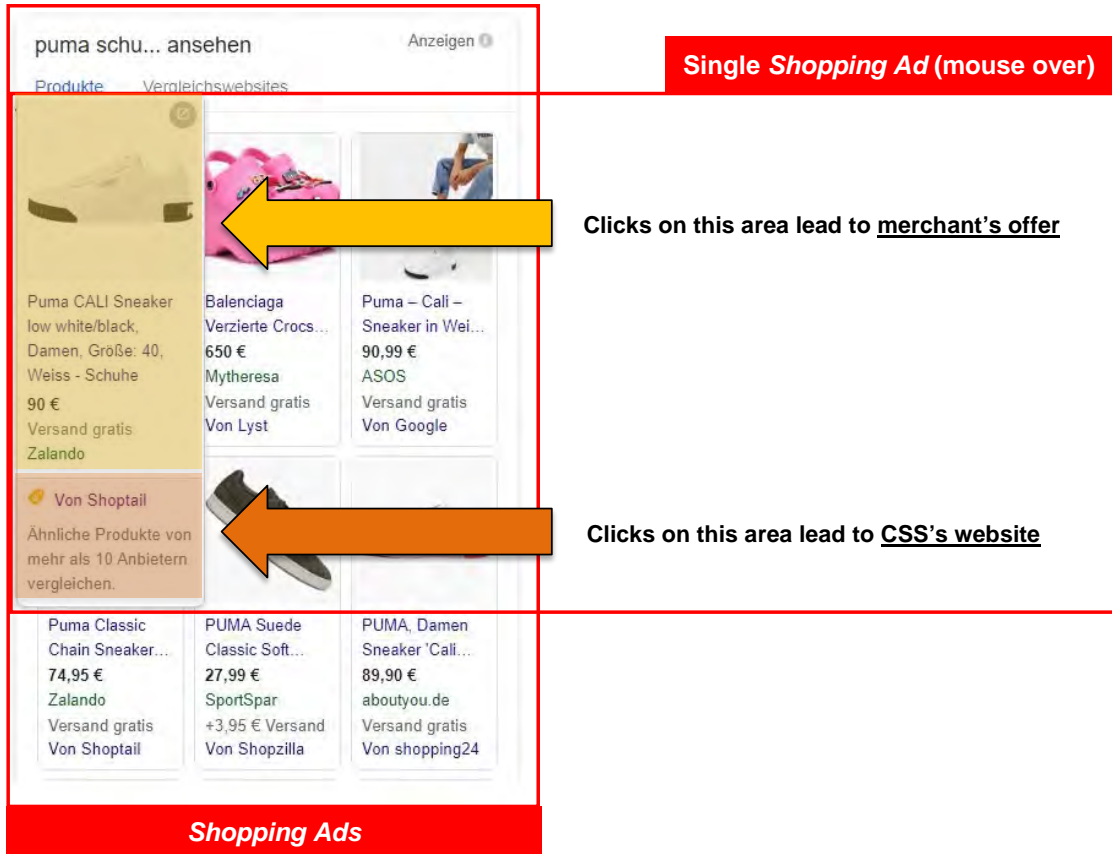 puma schu... ansehen
Anzeigen
Single Shopping Ad (mouse over)
Produkte
Vergleichswebsites
Clicks on this area lead to merchant's offer
Puma CALI Sneaker
low white/black,
Damen, Größe: 40,
Weiss - Schuhe
90 €
Versand gratis
Zalando
Balenciaga
Verzierte Crocs...
650 €
Mytheresa
Versand gratis
Von Lyst
Puma – Cali –
Sneaker in Wei...
90,99 €
ASOS
Versand gratis
Von Google
Von Shoptail
Ähnliche Produkte von
mehr als 10 Anbietern
vergleichen.
Clicks on this area lead to CSS's website
Puma Classic
Chain Sneaker...
74,95 €
Zalando
Versand gratis
Von Shoptail
PUMA Suede
Classic Soft...
27,99 €
SportSpar
+3,95 € Versand
Von Shopzilla
PUMA, Damen
Sneaker 'Cali...
89,90 €
aboutyou.de
Versand gratis
Von shopping24
Shopping Ads